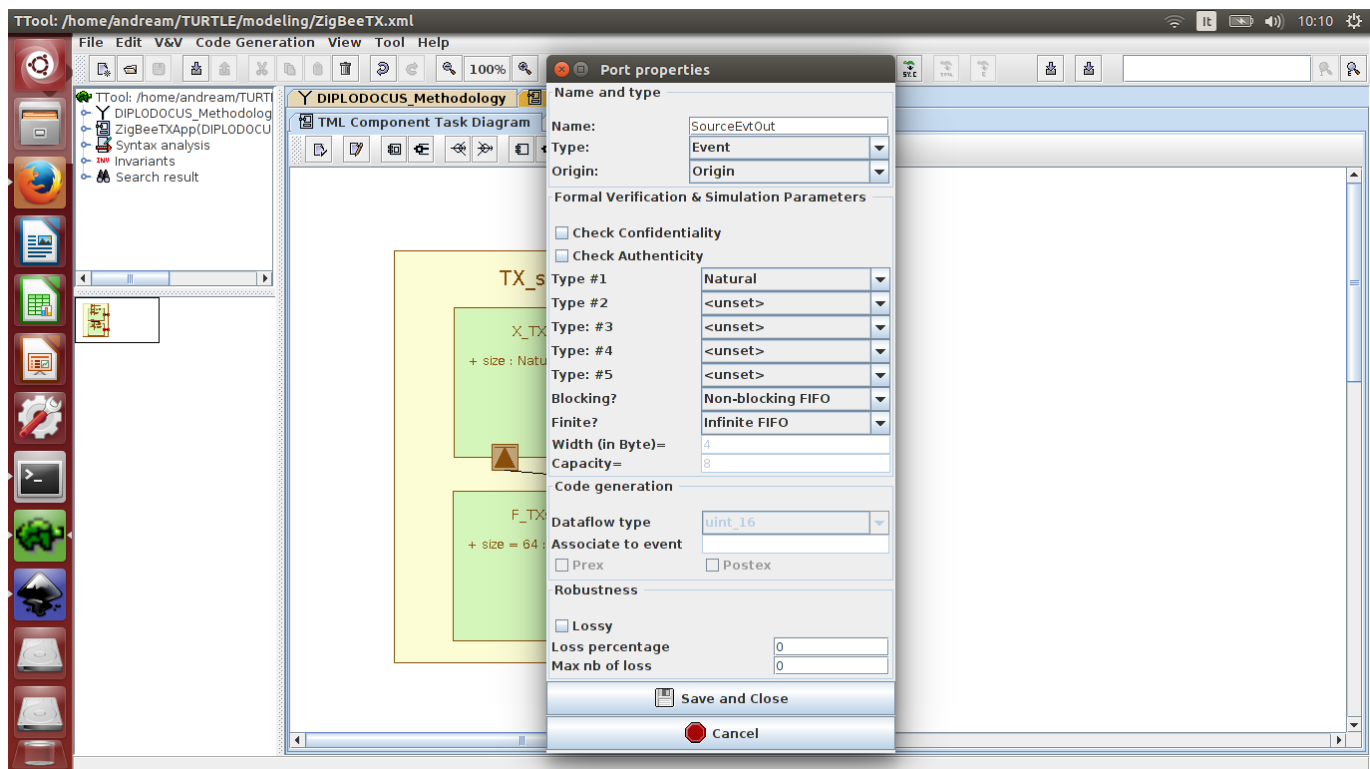 TTool: /home/andream/TURTLE/modeling/ZigBeeTX.xml
It
10:10
File Edit V&V Code Generation View Tool Help
100%
TTool: /home/andream/TURTL
DIPLODOCUS_Methodolog
ZigBeeTXApp(DIPLODOCU
Syntax analysis
INV Invariants
Search result
DIPLODOCUS_Methodology
TML Component Task Diagram
TX_s
X_TX
+ size : Natu
F_TX
+ size = 64 :
Port properties
Name and type
Name: SourceEvtOut
Type: Event
Origin: Origin
Formal Verification & Simulation Parameters
Check Confidentiality
Check Authenticity
Type #1 Natural
Type #2 <unset>
Type: #3 <unset>
Type: #4 <unset>
Type: #5 <unset>
Blocking? Non-blocking FIFO
Finite? Infinite FIFO
Width (in Byte)= 4
Capacity= 8
Code generation
Dataflow type uint_16
Associate to event
Prex Postex
Robustness
Lossy
Loss percentage 0
Max nb of loss 0
Save and Close
Cancel